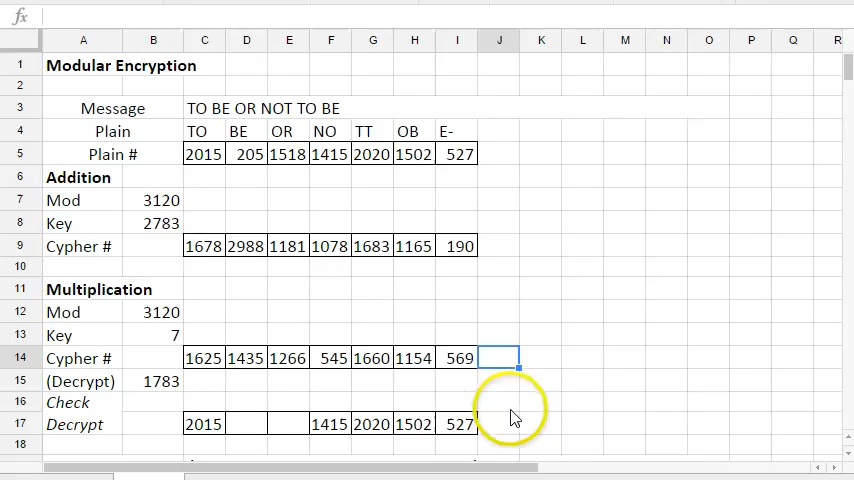 fx
A B C D E F G H I J K L M N O P Q R
1 Modular Encryption
2
3 Message TO BE OR NOT TO BE
4 Plain TO BE OR NO TT OB E-
5 Plain # 2015 205 1518 1415 2020 1502 527
6 Addition
7 Mod 3120
8 Key 2783
9 Cypher # 1678 2988 1181 1078 1683 1165 190
10
11 Multiplication
12 Mod 3120
13 Key 7
14 Cypher # 1625 1435 1266 545 1660 1154 569
15 (Decrypt) 1783
16 Check
17 Decrypt 2015 1415 2020 1502 527
18